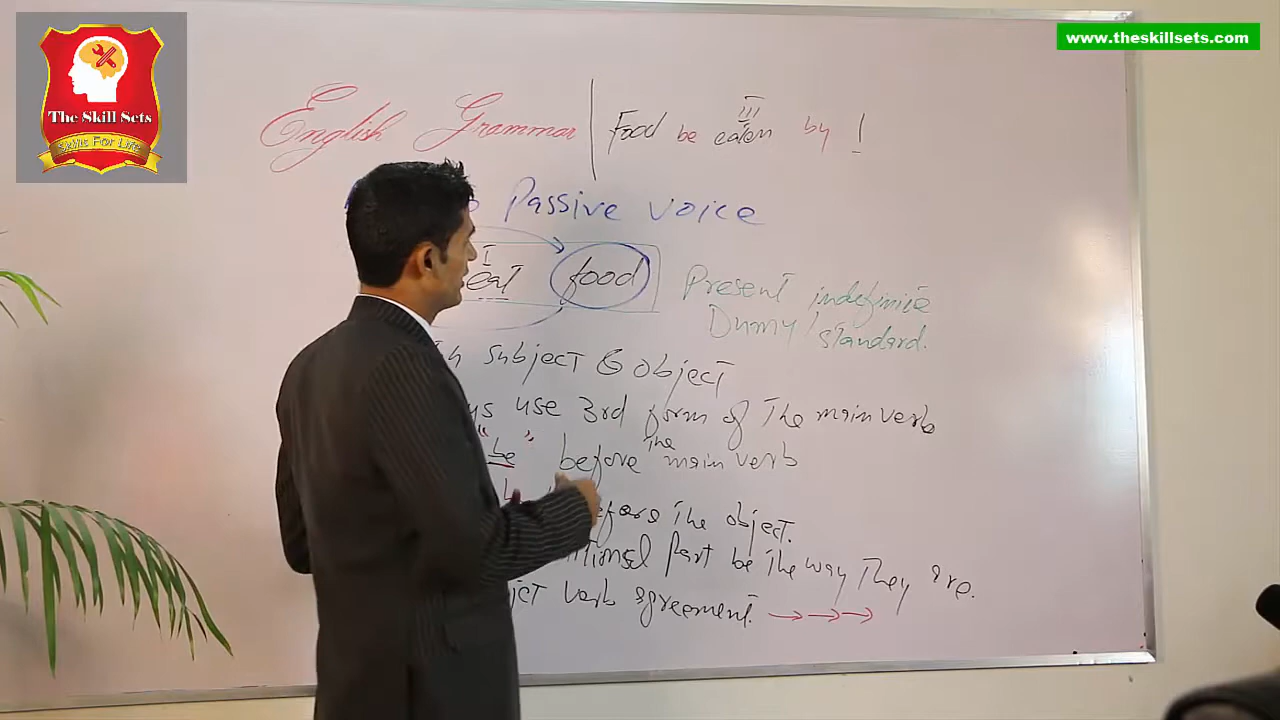 The Skill Sets
Skills For Life
www.theskillsets.com
English Grammar
Food be eaten by I
III
Passive voice
I
eat food
Present indefinite
Dumy/standard.
subject & object
use 3rd form of the main verb
"be" before the main verb
the object.
Part be the way They are.
verb agreement